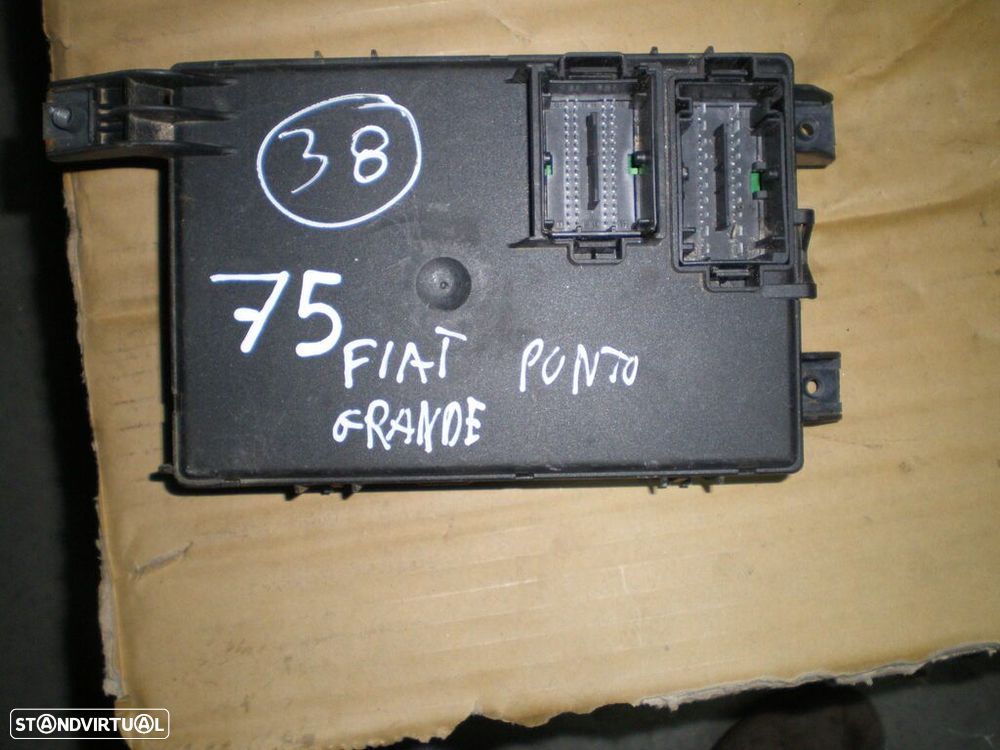 38
75
FIAT PUNTO
GRANDE
STANDVIRTUAL